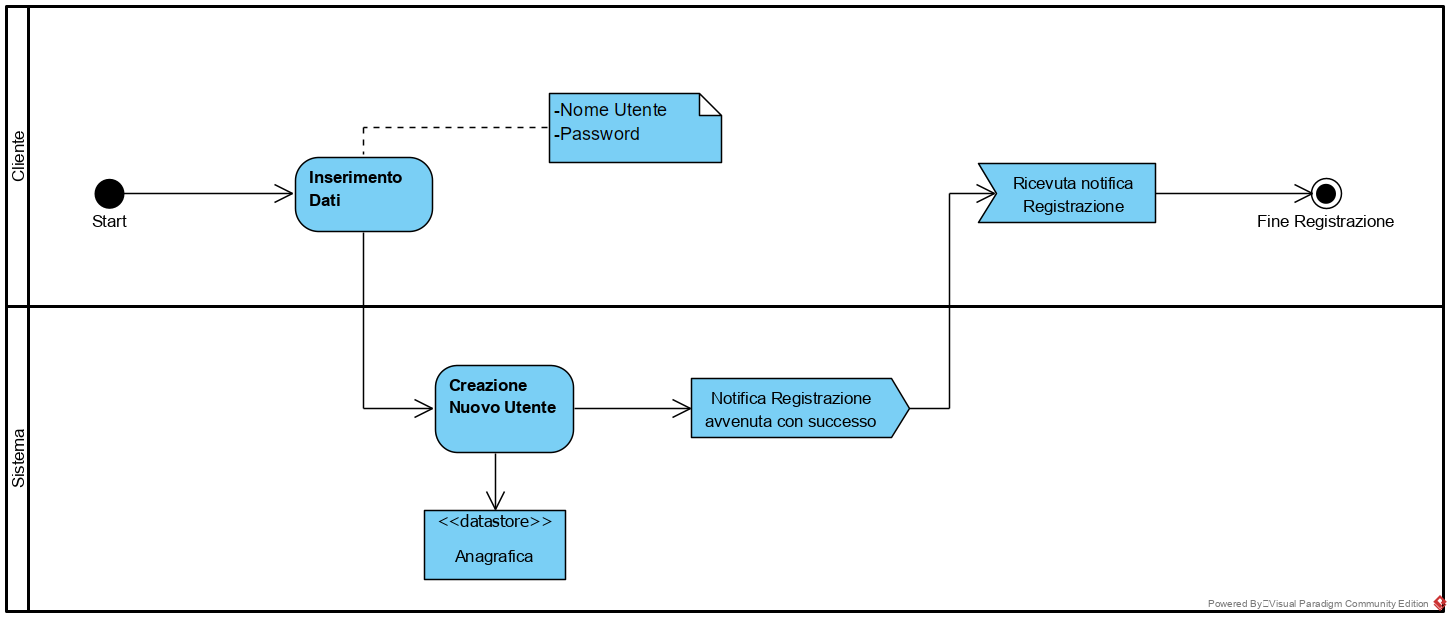 Cliente
-Nome Utente
-Password
Inserimento
Dati
Start
Ricevuta notifica
Registrazione
Fine Registrazione
Sistema
Creazione
Nuovo Utente
Notifica Registrazione
avvenuta con successo
<<datastore>>
Anagrafica
Powered By Visual Paradigm Community Edition